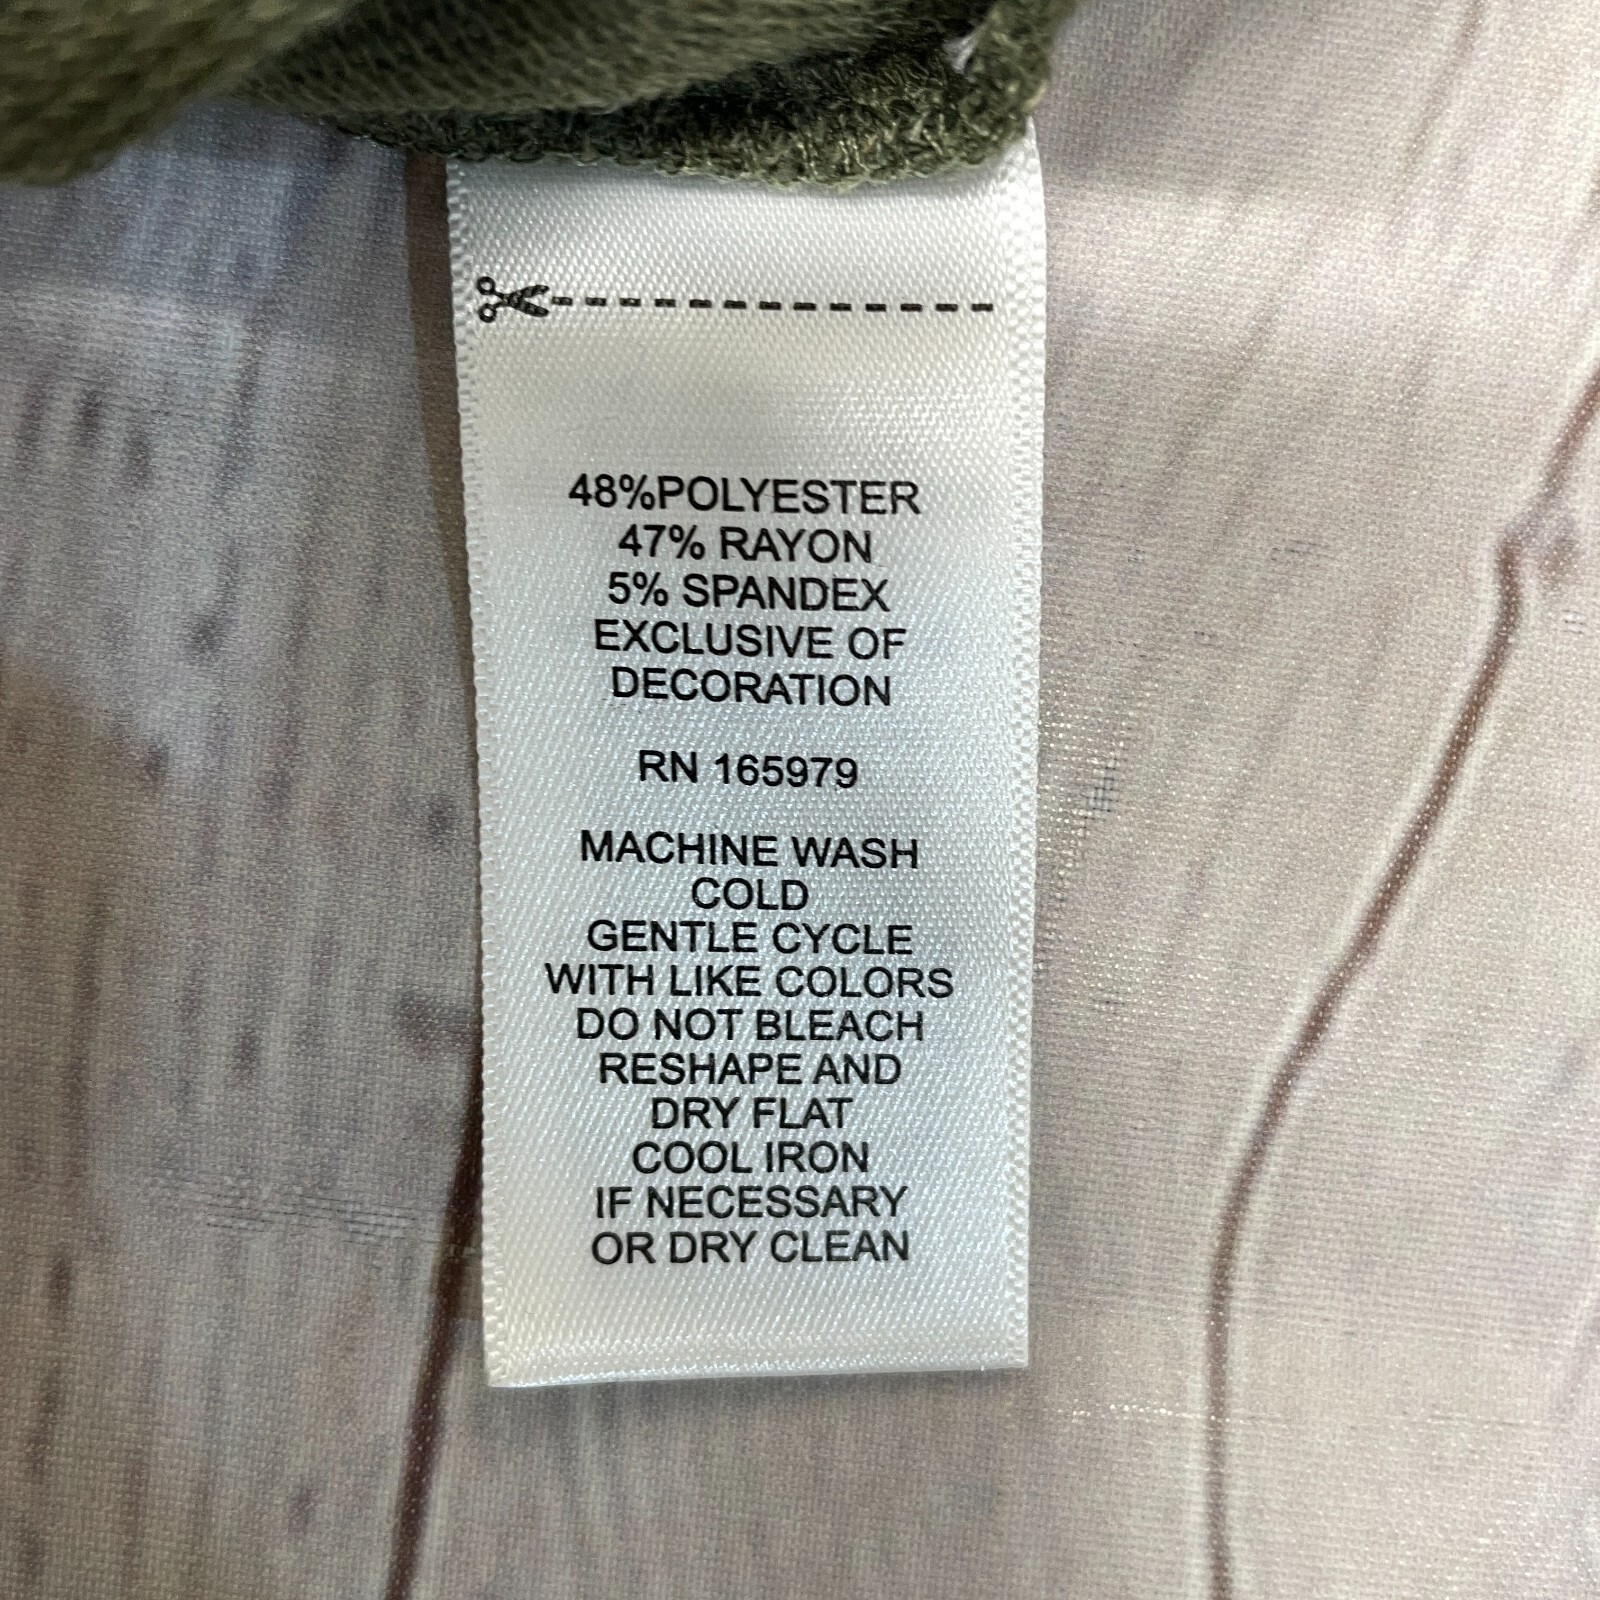 48%POLYESTER
47% RAYON
5% SPANDEX
EXCLUSIVE OF
DECORATION
RN 165979
MACHINE WASH
COLD
GENTLE CYCLE
WITH LIKE COLORS
DO NOT BLEACH
RESHAPE AND
DRY FLAT
COOL IRON
IF NECESSARY
OR DRY CLEAN